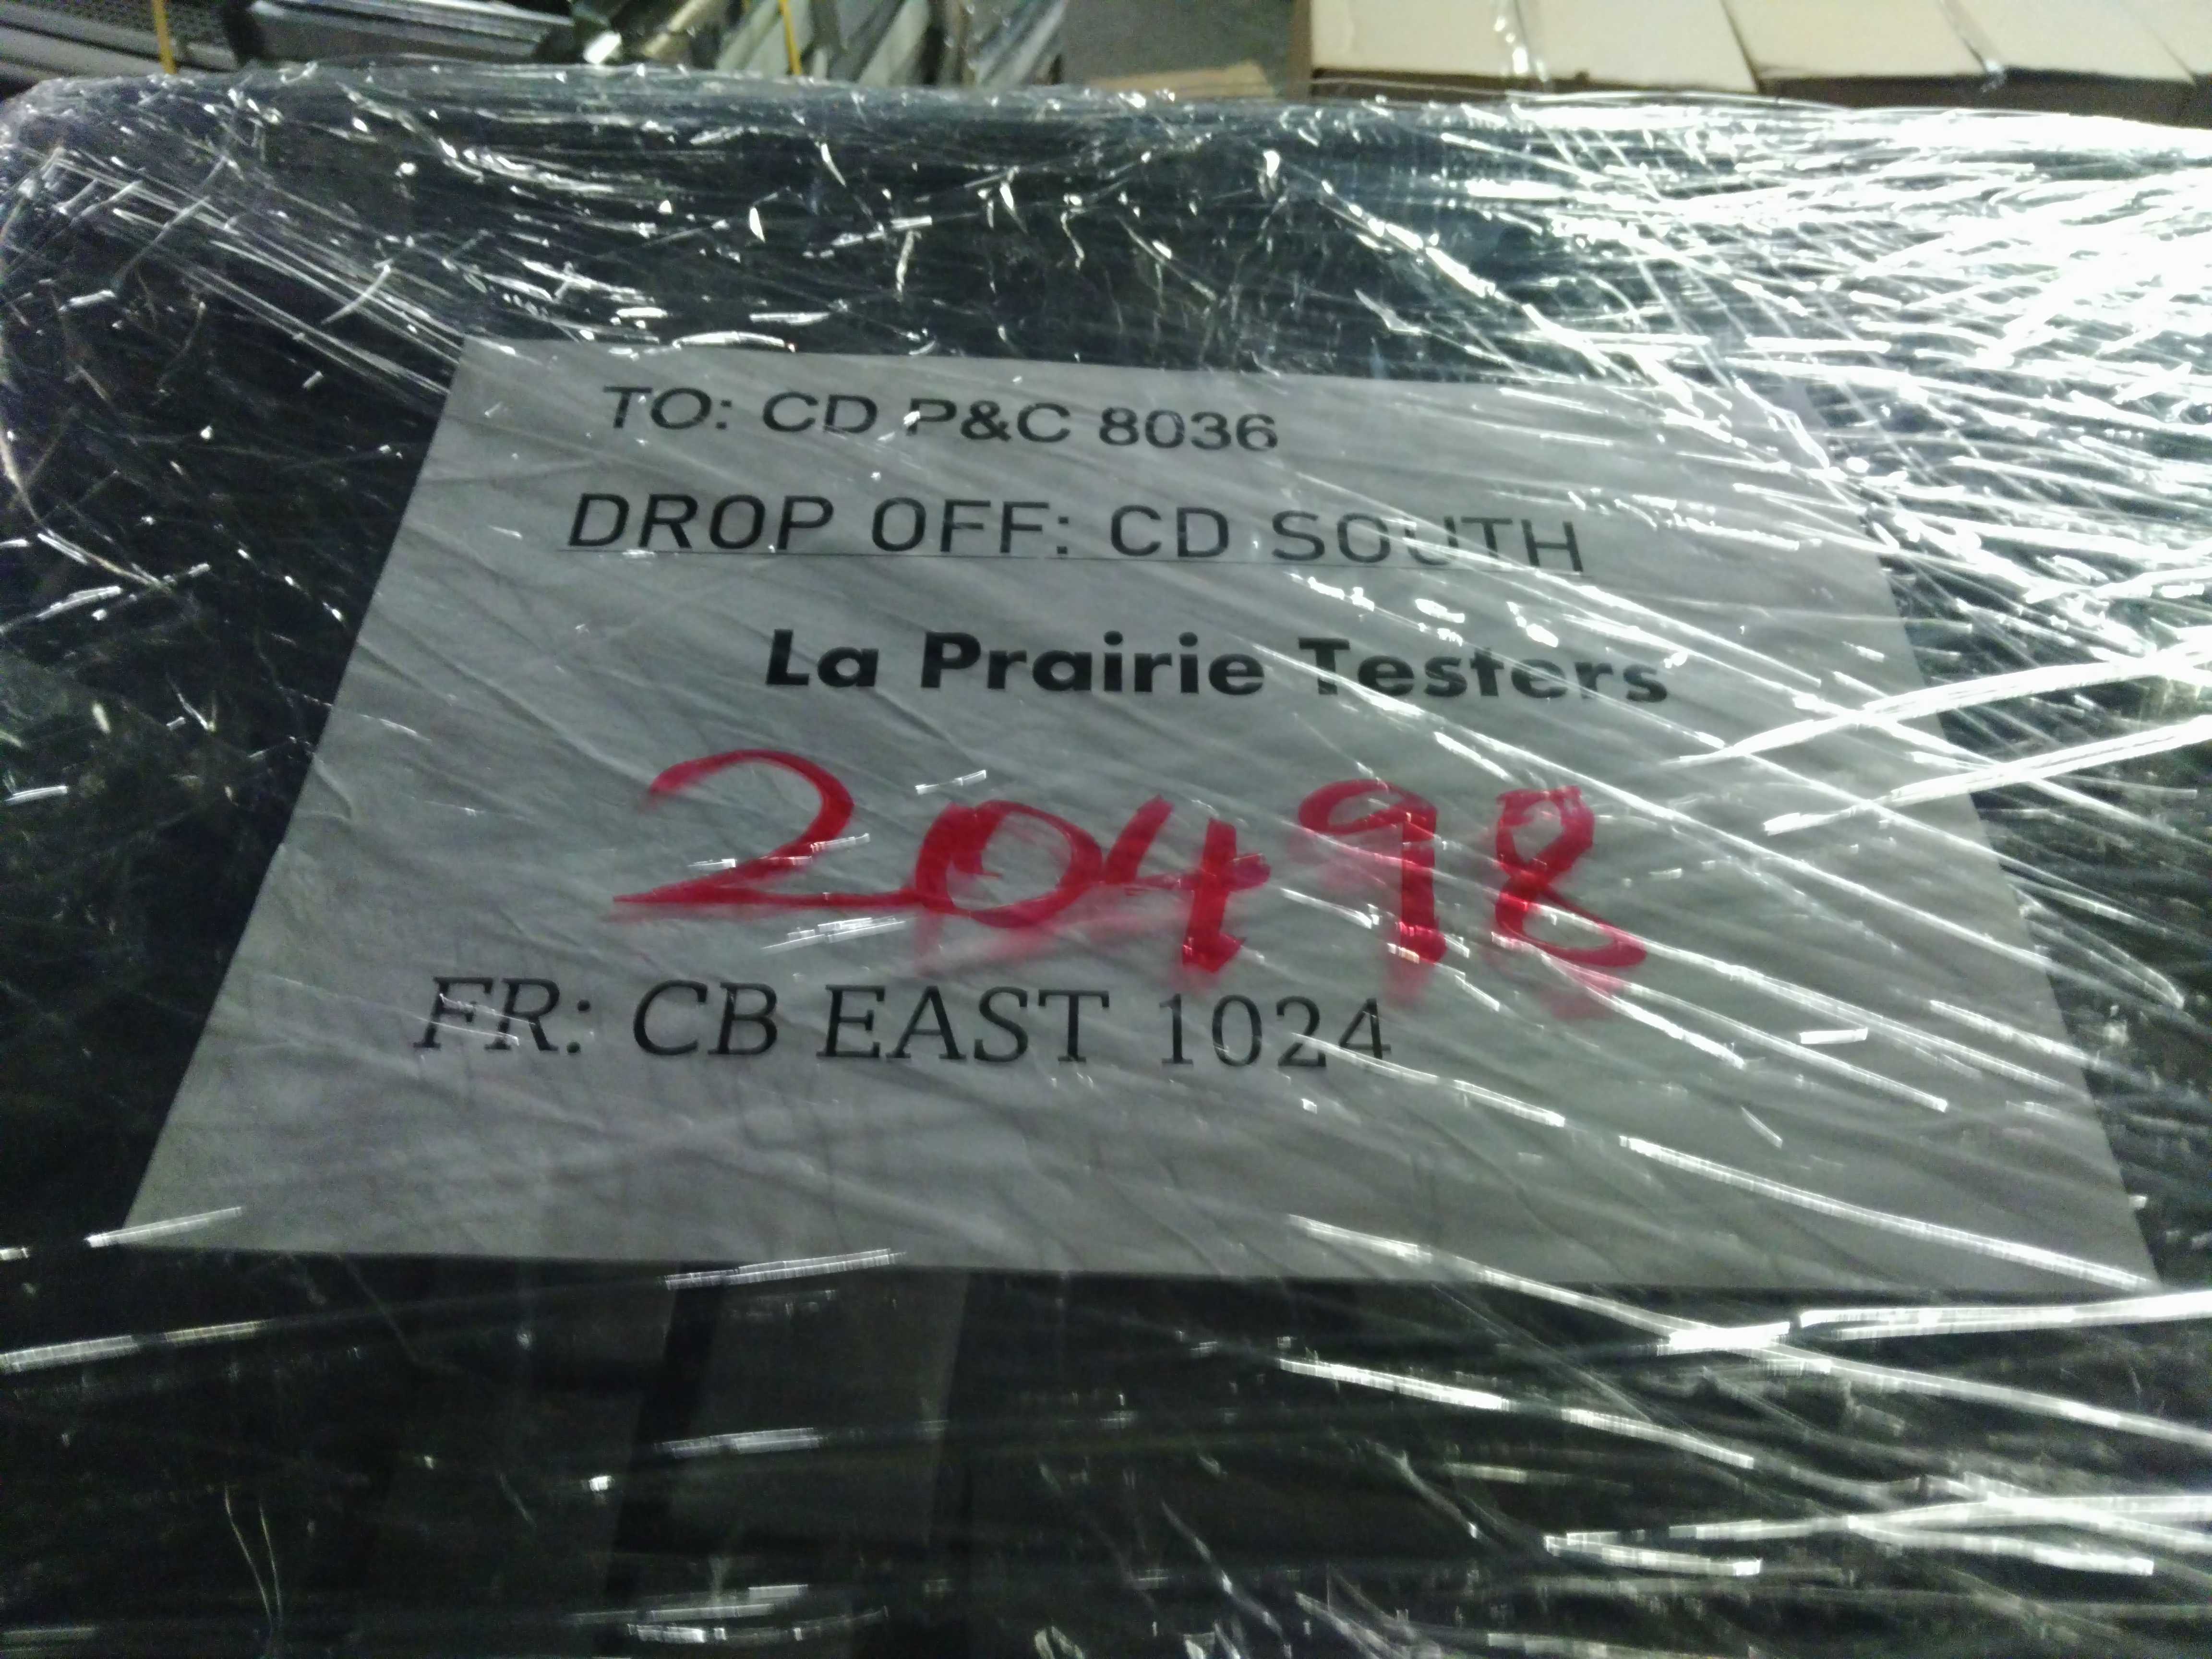 TO: CD P&C 8036
DROP OFF: CD SOUTH
La Prairie Testers
20498
FR: CB EAST 1024